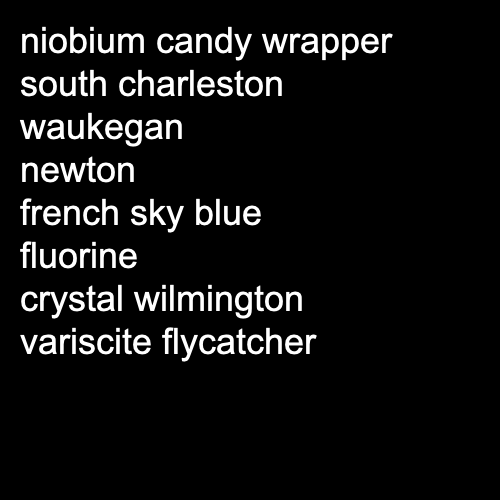 niobium candy wrapper
south charleston
waukegan
newton
french sky blue
fluorine
crystal wilmington
variscite flycatcher